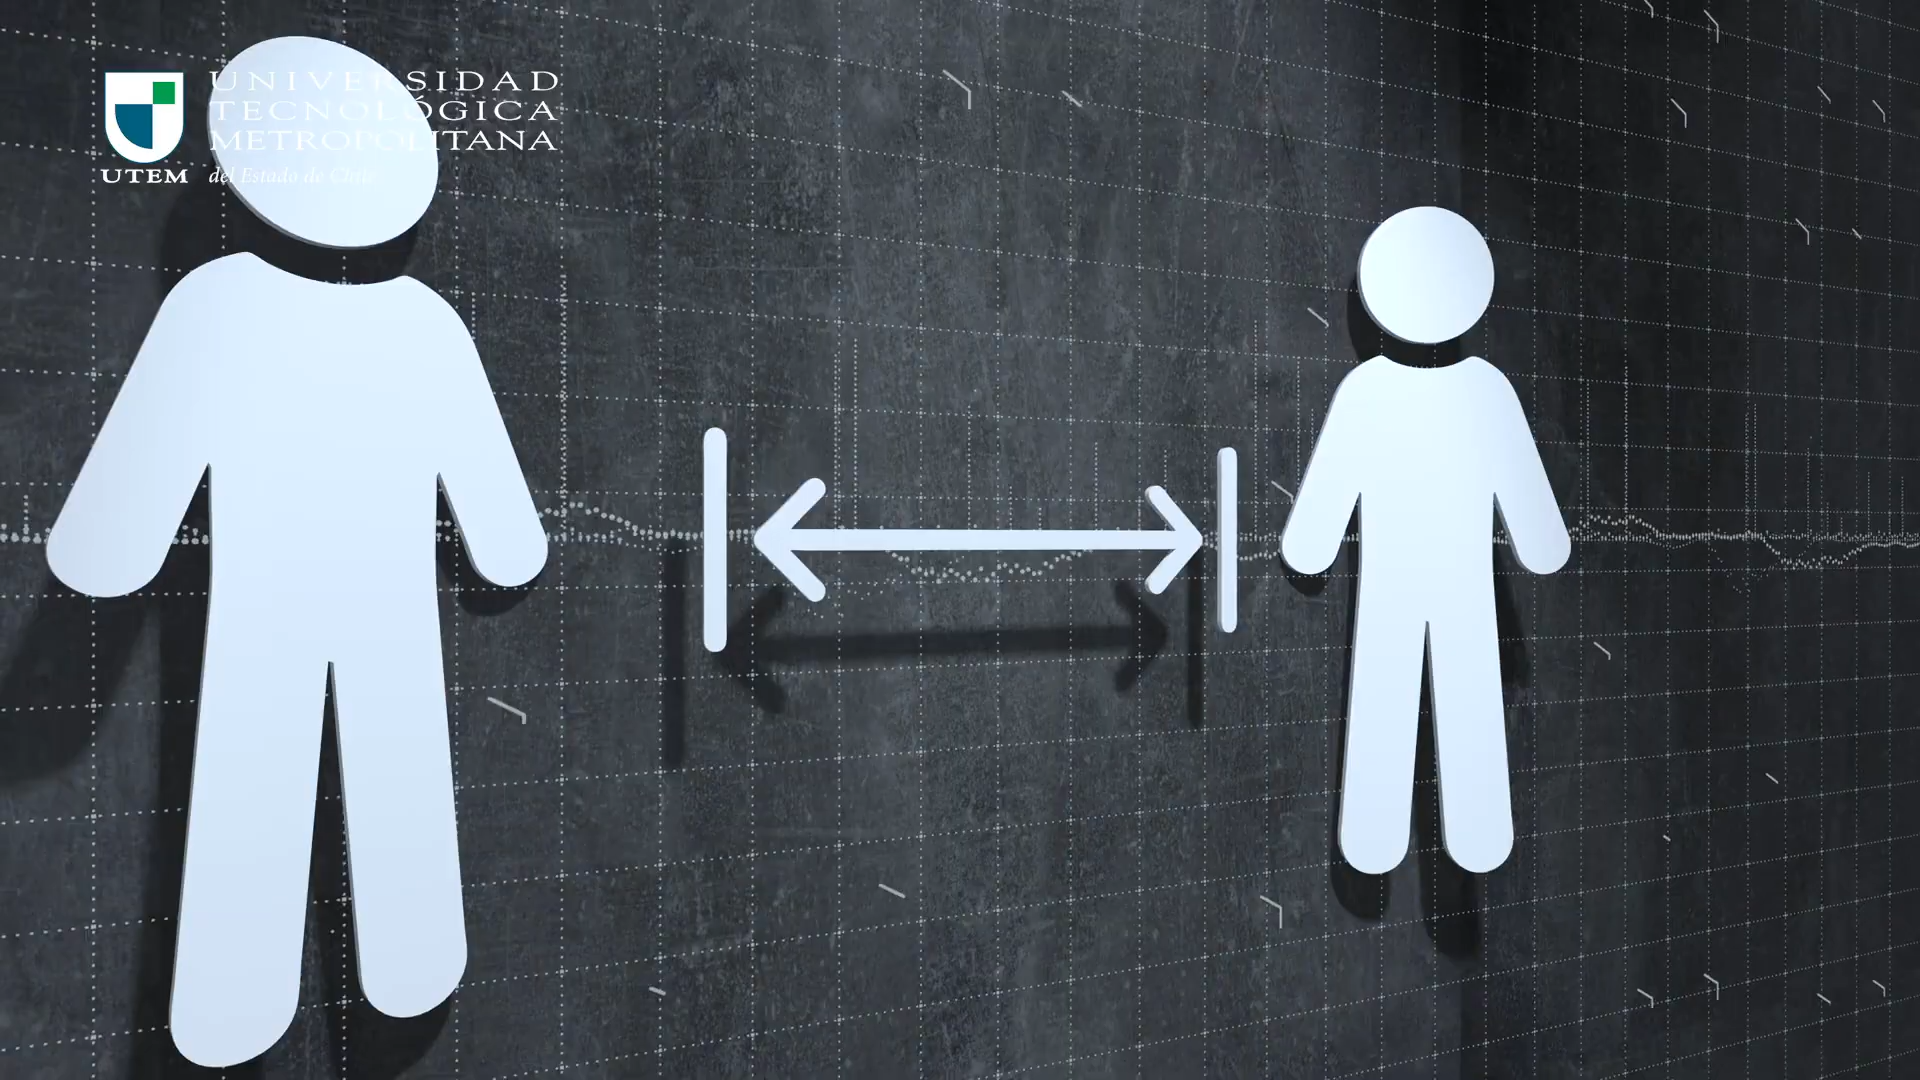 UNIVERSIDAD
TECNOLÓGICA
METROPOLITANA
UTEM
del Estado de Chile